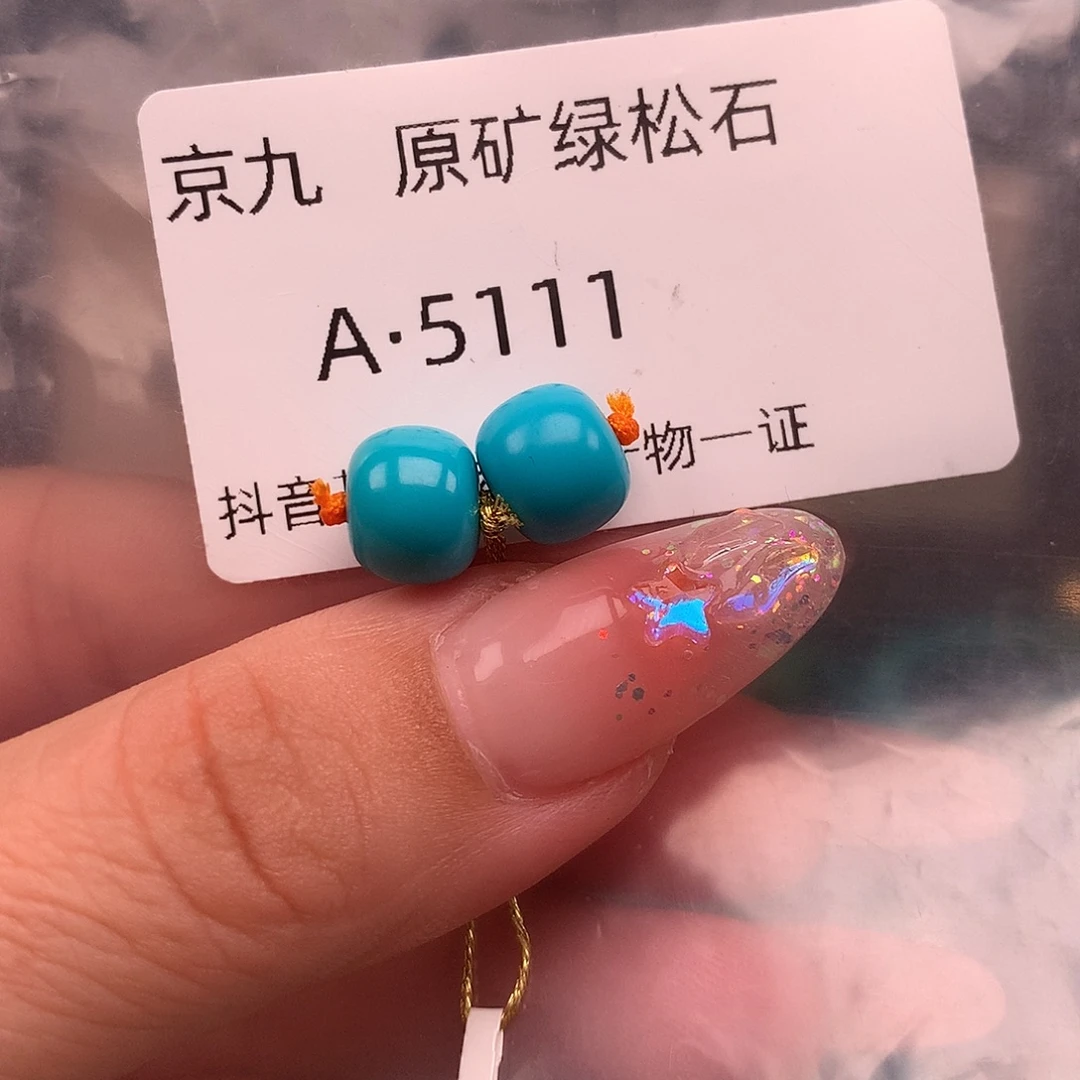 京九 原矿绿松石
A·5111
抖音 物一证